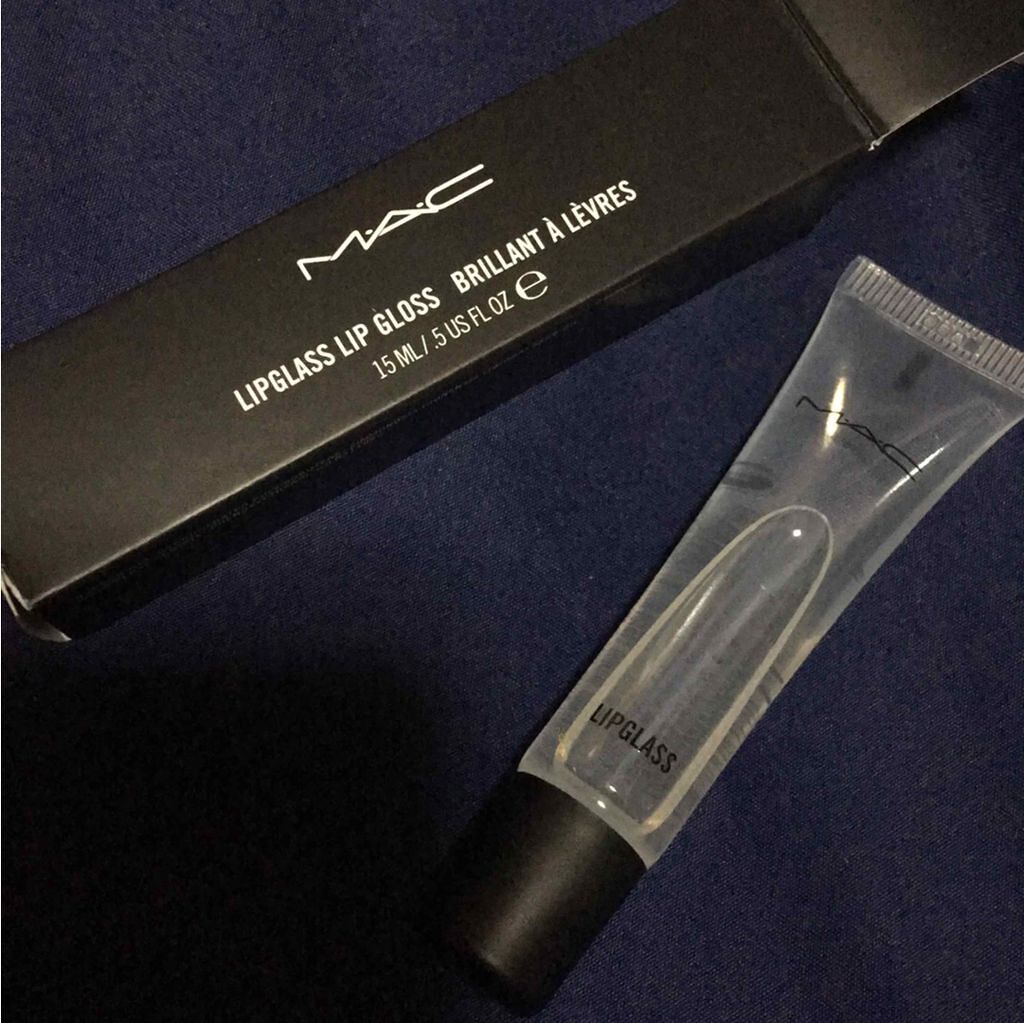 M·A·C
LIPGLASS LIP GLOSS BRILLANT À LÈVRES
15 ML / .5 US FL OZ ℮
M·A·C
LIPGLASS